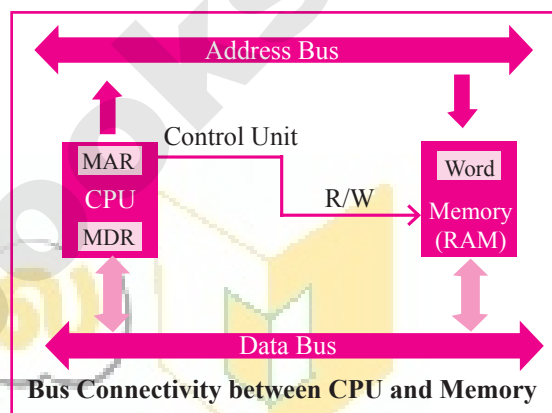 Address Bus
Control Unit
MAR
CPU
MDR
R/W
Word
Memory
(RAM)
Data Bus
Bus Connectivity between CPU and Memory